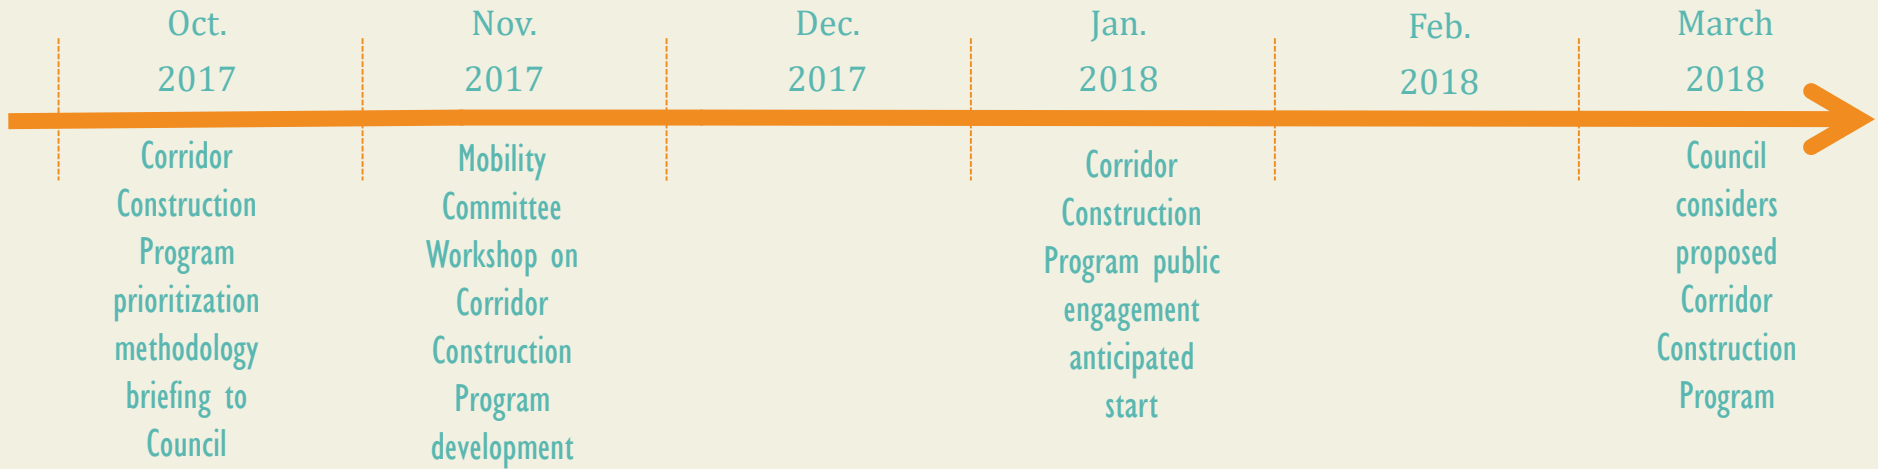 Oct.
2017
Nov.
2017
Dec.
2017
Jan.
2018
Feb.
2018
March
2018
Corridor
Construction
Program
prioritization
methodology
briefing to
Council
Mobility
Committee
Workshop on
Corridor
Construction
Program
development
Corridor
Construction
Program public
engagement
anticipated
start
Council
considers
proposed
Corridor
Construction
Program